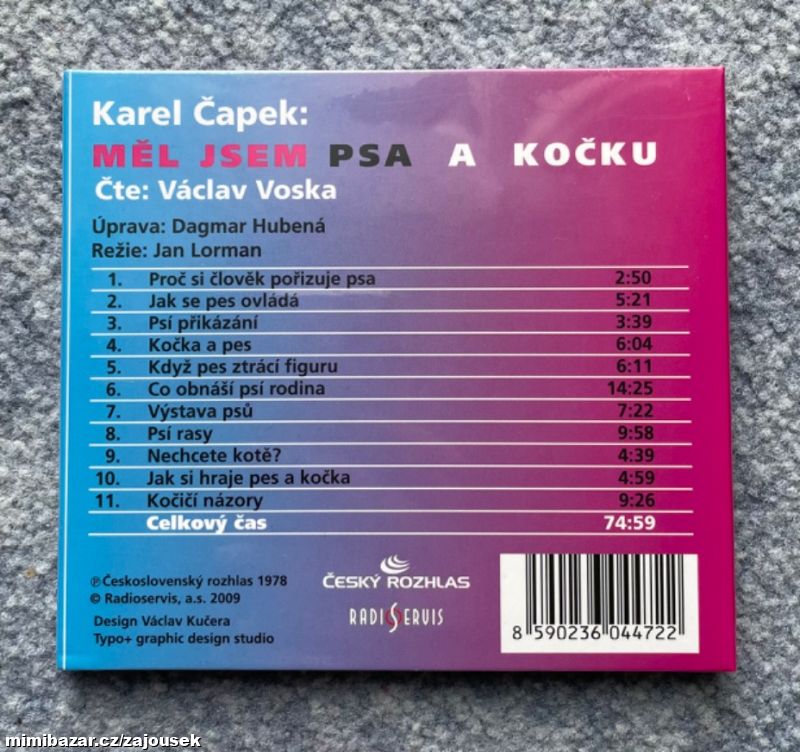 Karel Čapek:
MĚL JSEM PSA A KOČKU
Čte: Václav Voska
Úprava: Dagmar Hubená
Režie: Jan Lorman
1. Proč si člověk pořizuje psa 2:50
2. Jak se pes ovládá 5:21
3. Psí přikázání 3:39
4. Kočka a pes 6:04
5. Když pes ztrácí figuru 6:11
6. Co obnáší psí rodina 14:25
7. Výstava psů 7:22
8. Psí rasy 9:58
9. Nechcete kotě? 4:39
10. Jak si hraje pes a kočka 4:59
11. Kočičí názory 9:26
Celkový čas 74:59
℗Československý rozhlas 1978
© Radioservis, a.s. 2009
Design Václav Kučera
Typo+ graphic design studio
ČESKÝ ROZHLAS
RADIOSERVIS
8 590236 044722
mimibazar.cz/zajousek